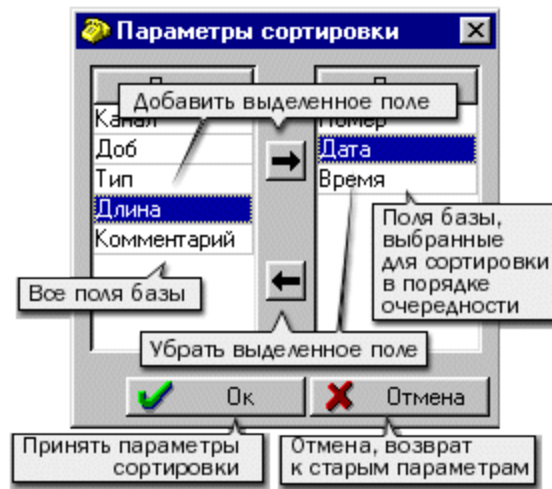 Параметры сортировки
Добавить выделенное поле
Канал
Номер
Доб
Дата
Тип
Время
Длина
Комментарий
Поля базы,
выбранные
для сортировки
в порядке
очередности
Все поля базы
Убрать выделенное поле
Ок
Отмена
Принять параметры
сортировки
Отмена, возврат
к старым параметрам